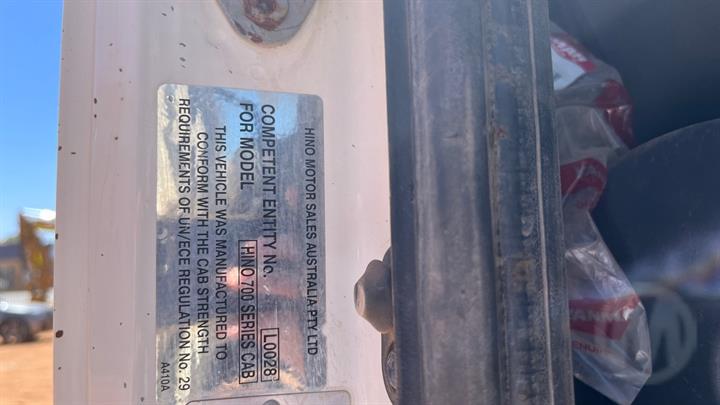 HINO MOTOR SALES AUSTRALIA PTY LTD
COMPETENT ENTITY No. L0028
FOR MODEL HINO 700 SERIES CAB
THIS VEHICLE WAS MANUFACTURED TO
CONFORM WITH THE CAB STRENGTH
REQUIREMENTS OF UN/ECE REGULATION No. 29
A410A